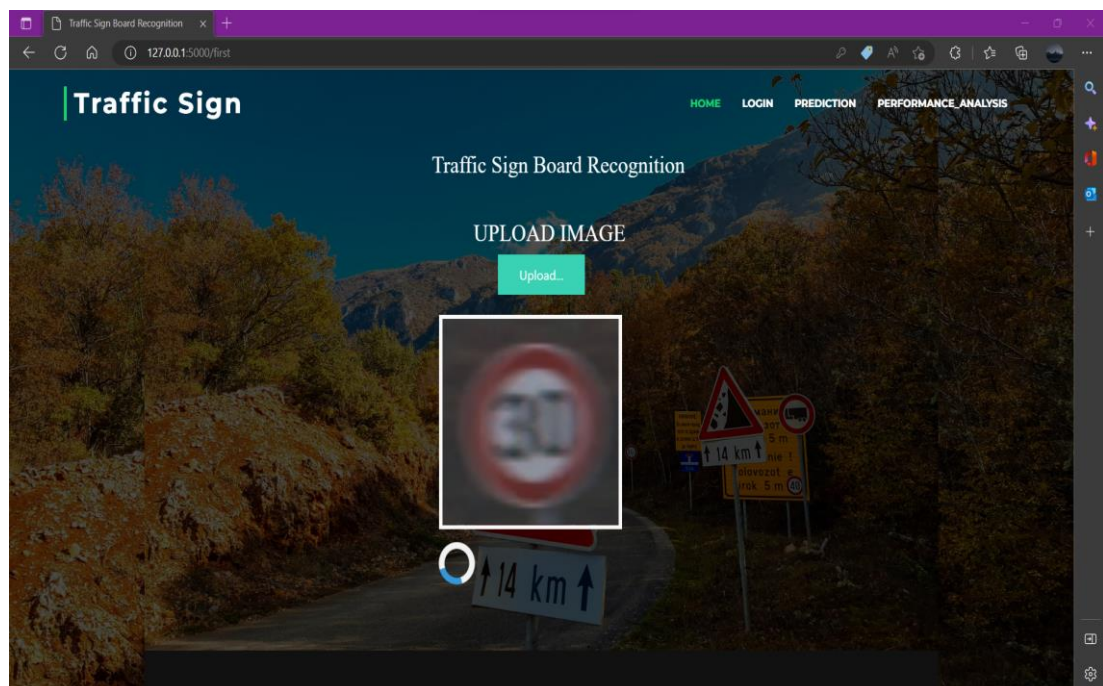 Traffic Sign Board Recognition
127.0.0.1:5000/first
Traffic Sign
HOME LOGIN PREDICTION PERFORMANCE_ANALYSIS
Traffic Sign Board Recognition
UPLOAD IMAGE
Upload...
30
14 km
5 m
40
14 km